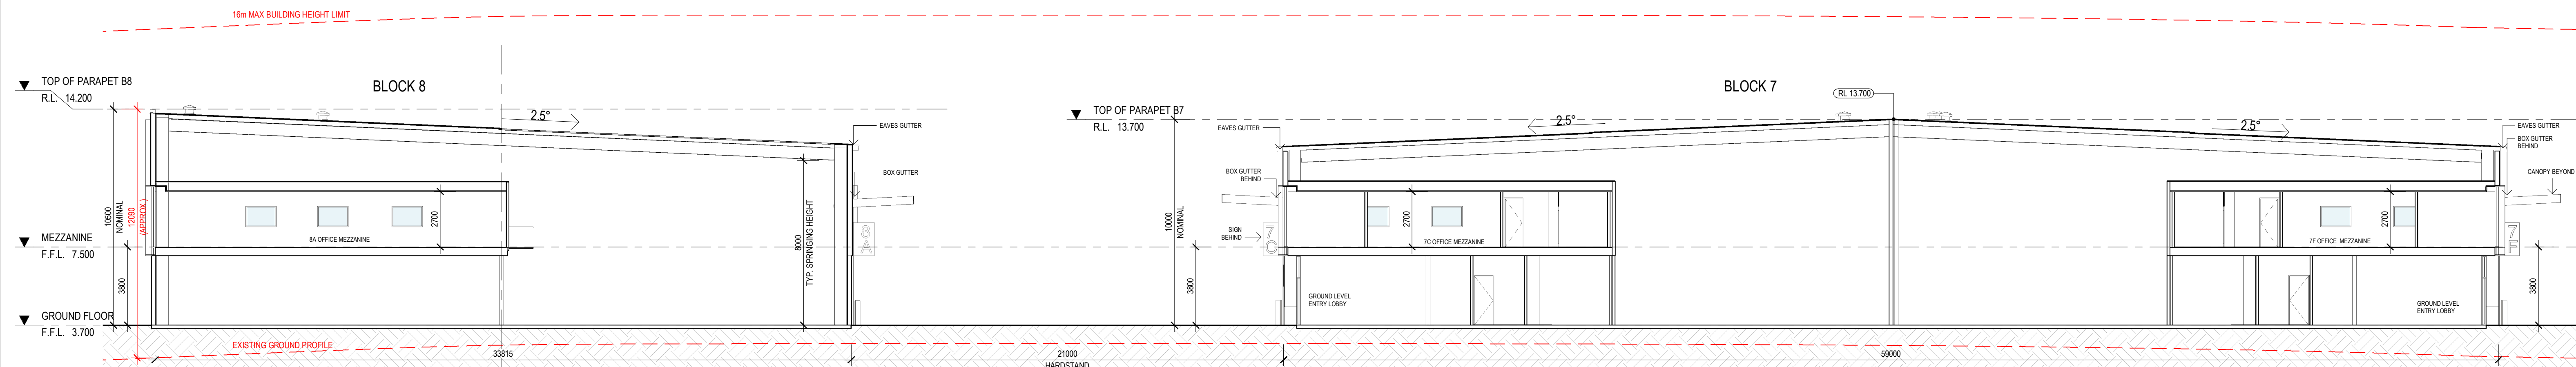 16m MAX BUILDING HEIGHT LIMIT
TOP OF PARAPET B8
R.L. 14.200
BLOCK 8
2.5°
EAVES GUTTER
BOX GUTTER
10500
NOMINAL
12090
(APPROX.)
MEZZANINE
F.F.L. 7.500
8A OFFICE MEZZANINE
2700
8000
TYP. SPRINGING HEIGHT
8
A
3800
GROUND FLOOR
F.F.L. 3.700
EXISTING GROUND PROFILE
33815
21000
HARDSTAND
TOP OF PARAPET B7
R.L. 13.700
BLOCK 7
RL 13.700
2.5°
2.5°
EAVES GUTTER
BOX GUTTER
BEHIND
SIGN
BEHIND
10000
NOMINAL
7
C
2700
7C OFFICE MEZZANINE
3800
GROUND LEVEL
ENTRY LOBBY
59000
EAVES GUTTER
BOX GUTTER
BEHIND
CANOPY BEYOND
2700
7F OFFICE MEZZANINE
7
F
3800
GROUND LEVEL
ENTRY LOBBY